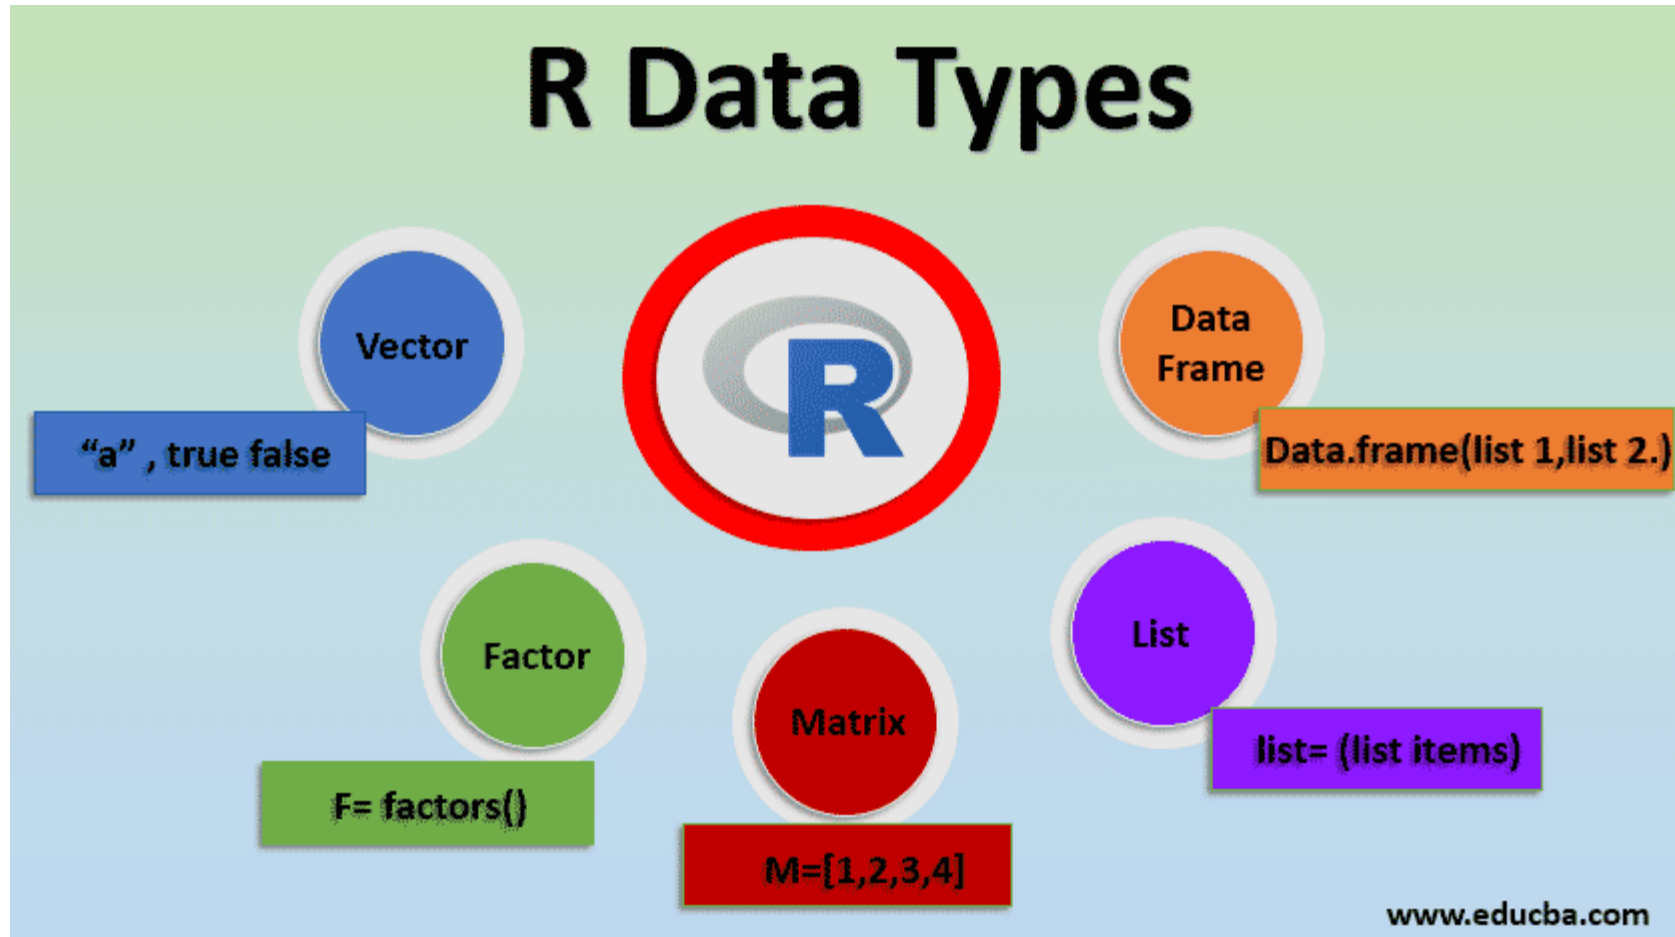 R Data Types
Vector
“a” , true false
R
Data
Frame
Data.frame(list 1,list 2.)
Factor
F= factors()
Matrix
M=[1,2,3,4]
List
list= (list items)
www.educba.com